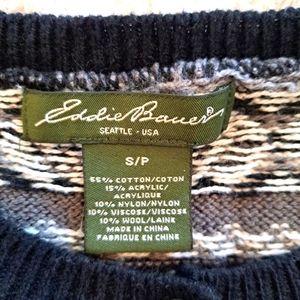 Eddie Bauer®
SEATTLE - USA
S/P
55% COTTON/COTON
15% ACRYLIC/
ACRYLIQUE
10% NYLON/NYLON
10% VISCOSE/VISCOSE
10% WOOL/LAINE
MADE IN CHINA
FABRIQUE EN CHINE